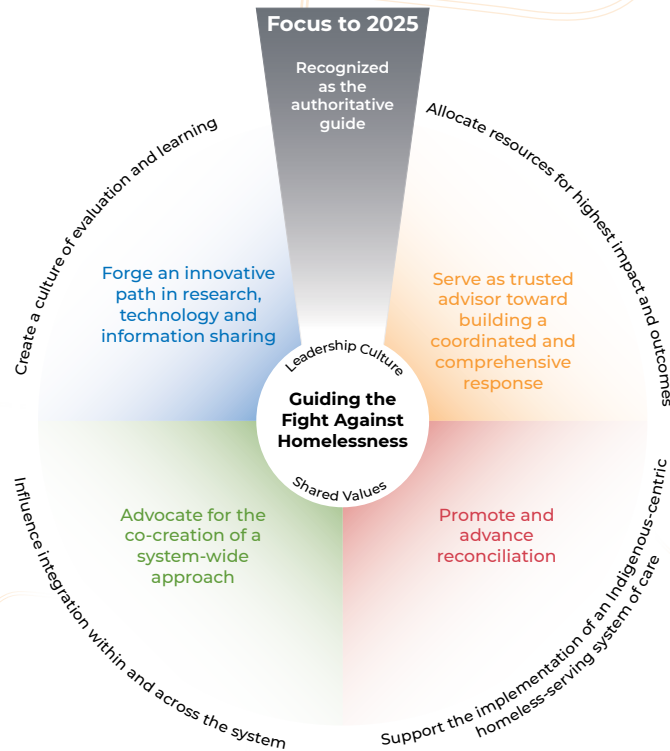 Focus to 2025
Recognized
as the
authoritative
guide
Create a culture of evaluation and learning
Allocate resources for highest impact and outcomes
Forge an innovative
path in research,
technology and
information sharing
Serve as trusted
advisor toward
building a
coordinated and
comprehensive
response
Leadership Culture
Guiding the
Fight Against
Homelessness
Shared Values
Advocate for the
co-creation of a
system-wide
approach
Promote and
advance
reconciliation
Influence integration within and across the system
Support the implementation of an Indigenous-centric
homeless-serving system of care